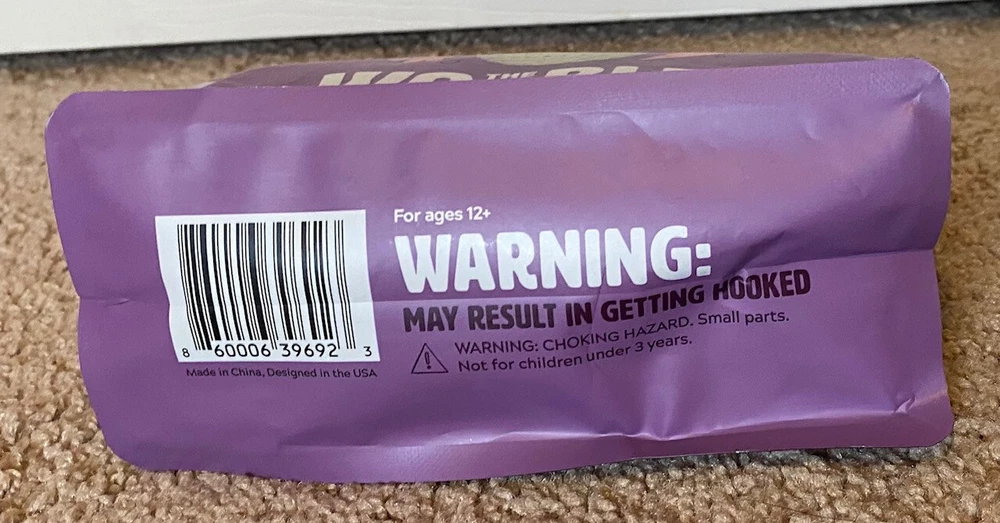 THE
For ages 12+
WARNING:
MAY RESULT IN GETTING HOOKED
WARNING: CHOKING HAZARD. Small parts.
Not for children under 3 years.
8 60006 39692 3
Made in China, Designed in the USA